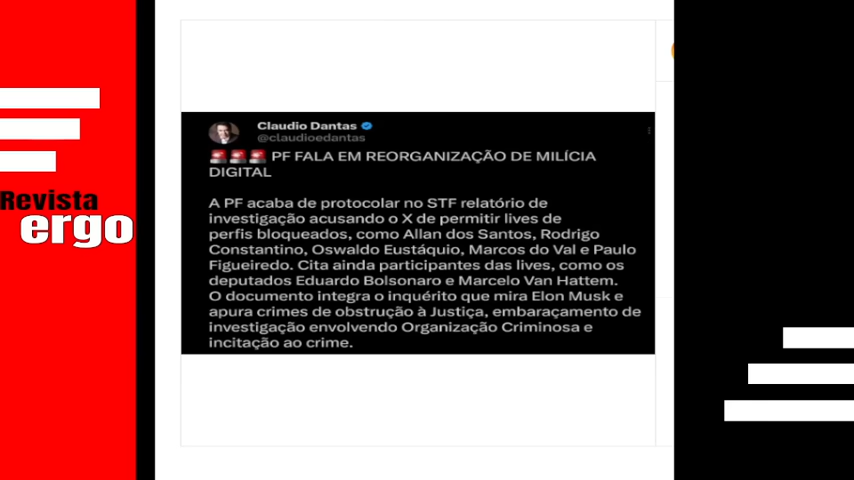 Revista
ergo
Claudio Dantas
@claudioedantas
🚨🚨🚨 PF FALA EM REORGANIZAÇÃO DE MILÍCIA
DIGITAL
A PF acaba de protocolar no STF relatório de
investigação acusando o X de permitir lives de
perfis bloqueados, como Allan dos Santos, Rodrigo
Constantino, Oswaldo Eustáquio, Marcos do Val e Paulo
Figueiredo. Cita ainda participantes das lives, como os
deputados Eduardo Bolsonaro e Marcelo Van Hattem.
O documento integra o inquérito que mira Elon Musk e
apura crimes de obstrução à Justiça, embaraçamento de
investigação envolvendo Organização Criminosa e
incitação ao crime.